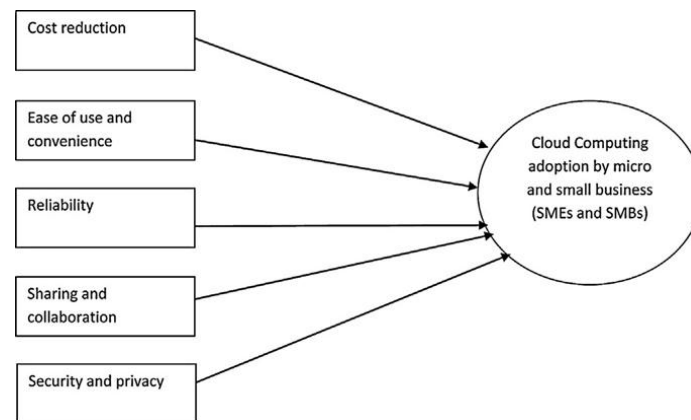 Cost reduction
Ease of use and
convenience
Reliability
Sharing and
collaboration
Security and privacy
Cloud Computing
adoption by micro
and small business
(SMEs and SMBs)